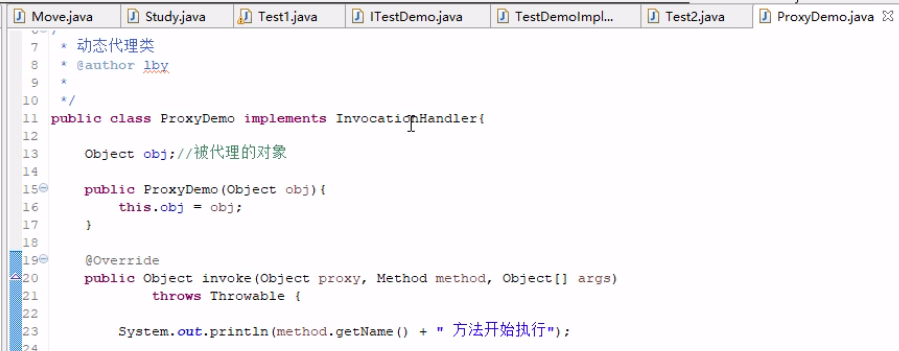 Move.java Study.java Test1.java ITestDemo.java TestDemoImpl... Test2.java ProxyDemo.java
7 * 动态代理类
8 * @author lby
9 *
10 */
11 public class ProxyDemo implements InvocationHandler{
12
13 Object obj;//被代理的对象
14
15 public ProxyDemo(Object obj){
16 this.obj = obj;
17 }
18
19 @Override
20 public Object invoke(Object proxy, Method method, Object[] args)
21 throws Throwable {
22
23 System.out.println(method.getName() + " 方法开始执行");
24